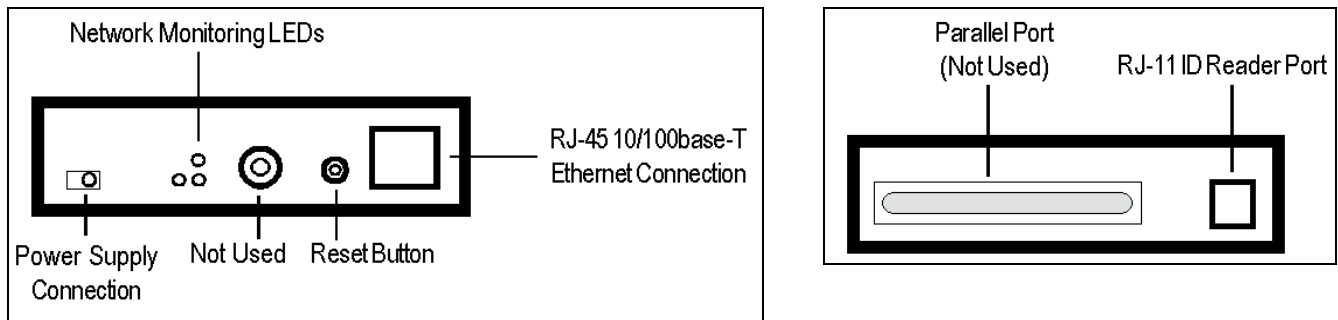 Network Monitoring LEDs
RJ-45 10/100base-T
Ethernet Connection
Power Supply
Connection
Not Used
Reset Button
Parallel Port
(Not Used)
RJ-11 ID Reader Port